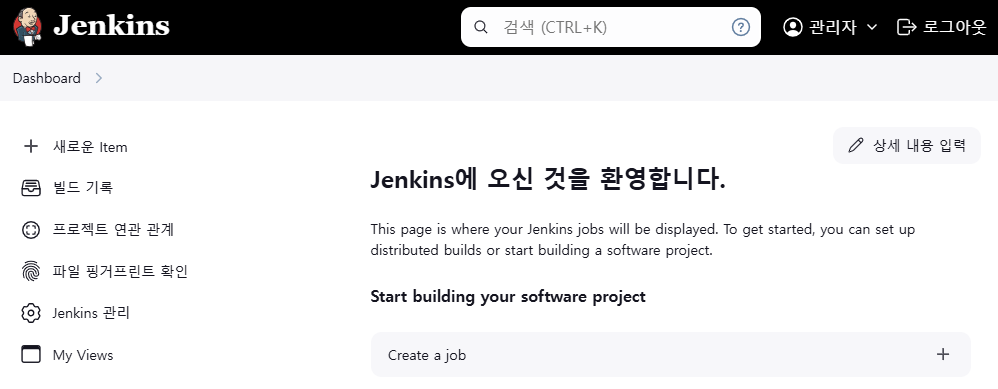 Jenkins
검색 (CTRL+K)
관리자
로그아웃
Dashboard
새로운 Item
빌드 기록
프로젝트 연관 관계
파일 핑거프린트 확인
Jenkins 관리
My Views
상세 내용 입력
Jenkins에 오신 것을 환영합니다.
This page is where your Jenkins jobs will be displayed. To get started, you can set up
distributed builds or start building a software project.
Start building your software project
Create a job